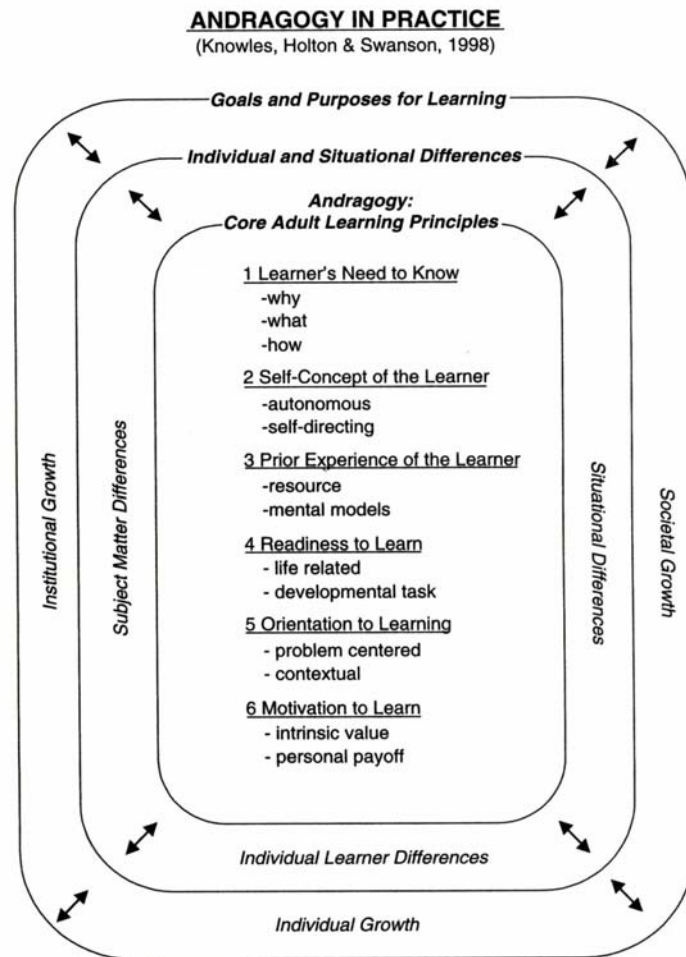 ANDRAGOGY IN PRACTICE
(Knowles, Holton & Swanson, 1998)
Goals and Purposes for Learning
Individual and Situational Differences
Andragogy:
Core Adult Learning Principles
1 Learner's Need to Know
-why
-what
-how
2 Self-Concept of the Learner
-autonomous
-self-directing
3 Prior Experience of the Learner
-resource
-mental models
4 Readiness to Learn
- life related
- developmental task
5 Orientation to Learning
- problem centered
- contextual
6 Motivation to Learn
- intrinsic value
- personal payoff
Institutional Growth
Subject Matter Differences
Situational Differences
Societal Growth
Individual Learner Differences
Individual Growth